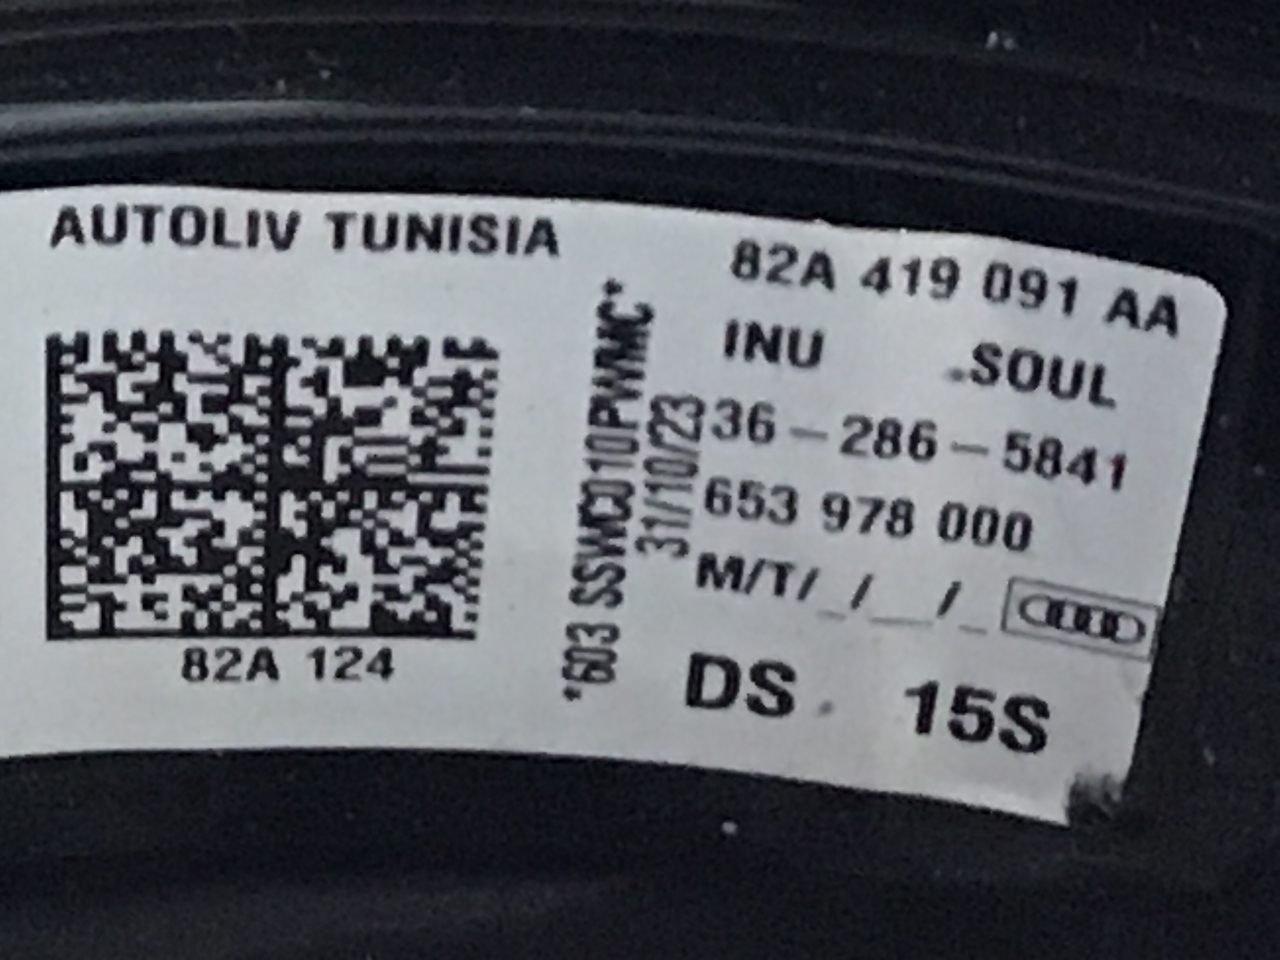 AUTOLIV TUNISIA
82A 124
*603 SSWC010PWMC*
31/10/23
82A 419 091 AA
INU .SOUL
36-286-5841
653 978 000
M/T/_/__/_
DS. 15S